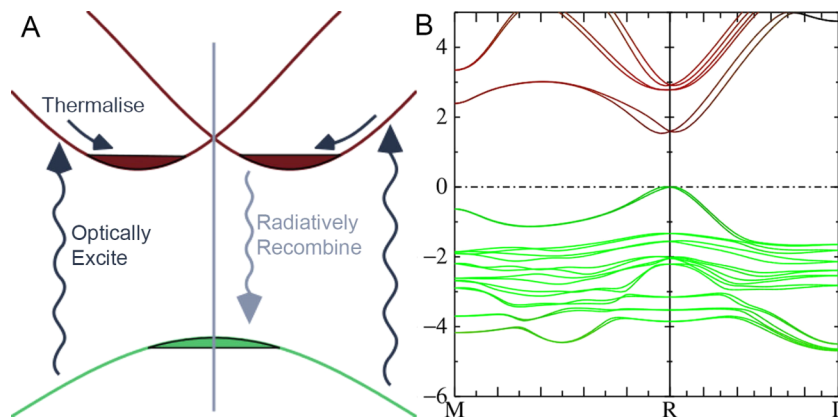 A
Thermalise
Optically
Excite
Radiatively
Recombine
B
4
2
0
−2
−4
−6
M
R